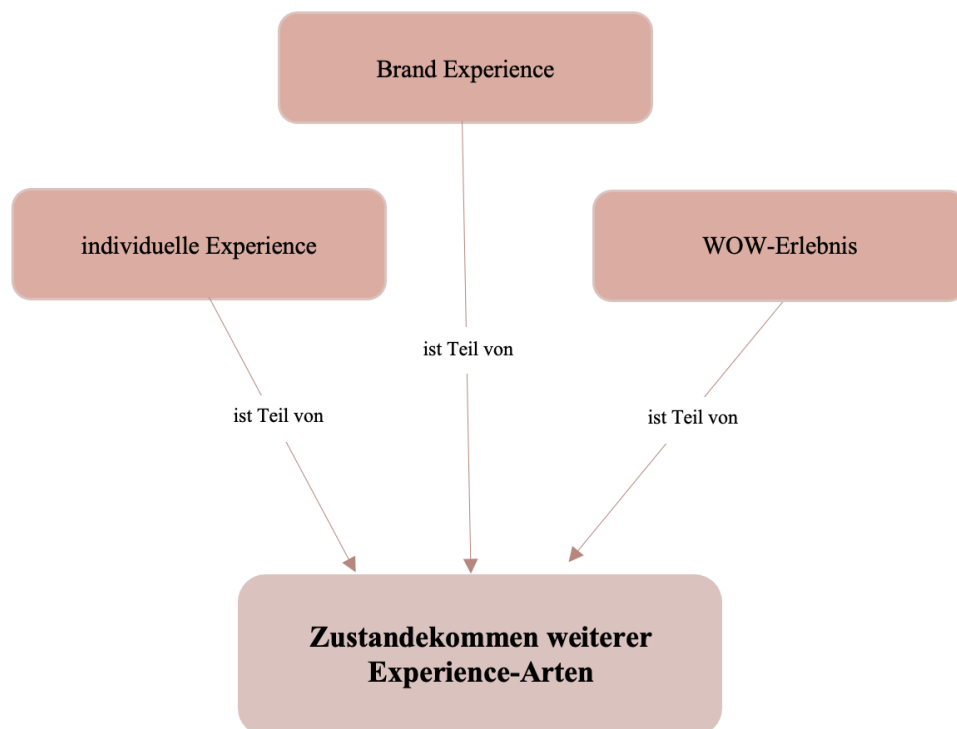 Brand Experience
individuelle Experience
WOW-Erlebnis
ist Teil von
ist Teil von
ist Teil von
Zustandekommen weiterer
Experience-Arten